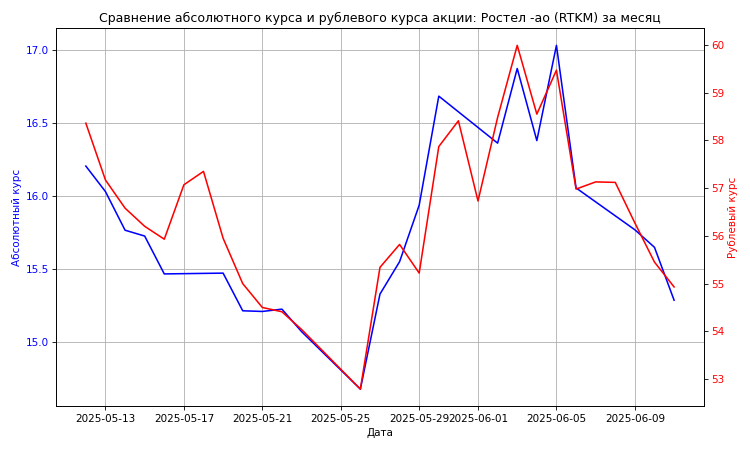 Сравнение абсолютного курса и рублевого курса акции: Ростел -ао (RTKM) за месяц
17.0
16.5
16.0
15.5
15.0
Абсолютный курс
60
59
58
57
56
55
54
53
Рублевый курс
2025-05-13 2025-05-17 2025-05-21 2025-05-25 2025-05-29 2025-06-01 2025-06-05 2025-06-09
Дата